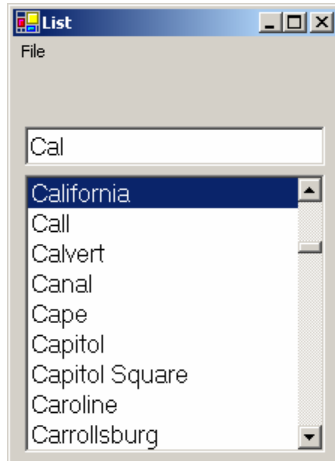 List
File
Cal
California
Call
Calvert
Canal
Cape
Capitol
Capitol Square
Caroline
Carrollsburg